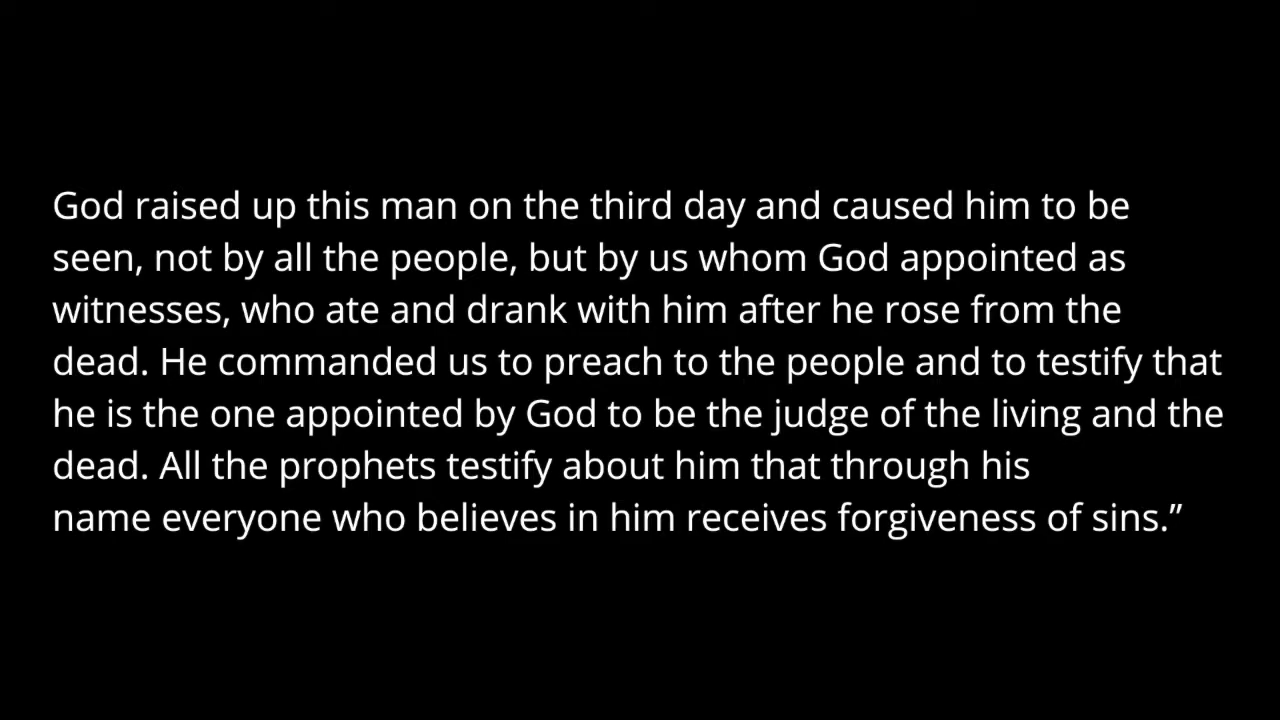 God raised up this man on the third day and caused him to be
seen, not by all the people, but by us whom God appointed as
witnesses, who ate and drank with him after he rose from the
dead. He commanded us to preach to the people and to testify that
he is the one appointed by God to be the judge of the living and the
dead. All the prophets testify about him that through his
name everyone who believes in him receives forgiveness of sins.”